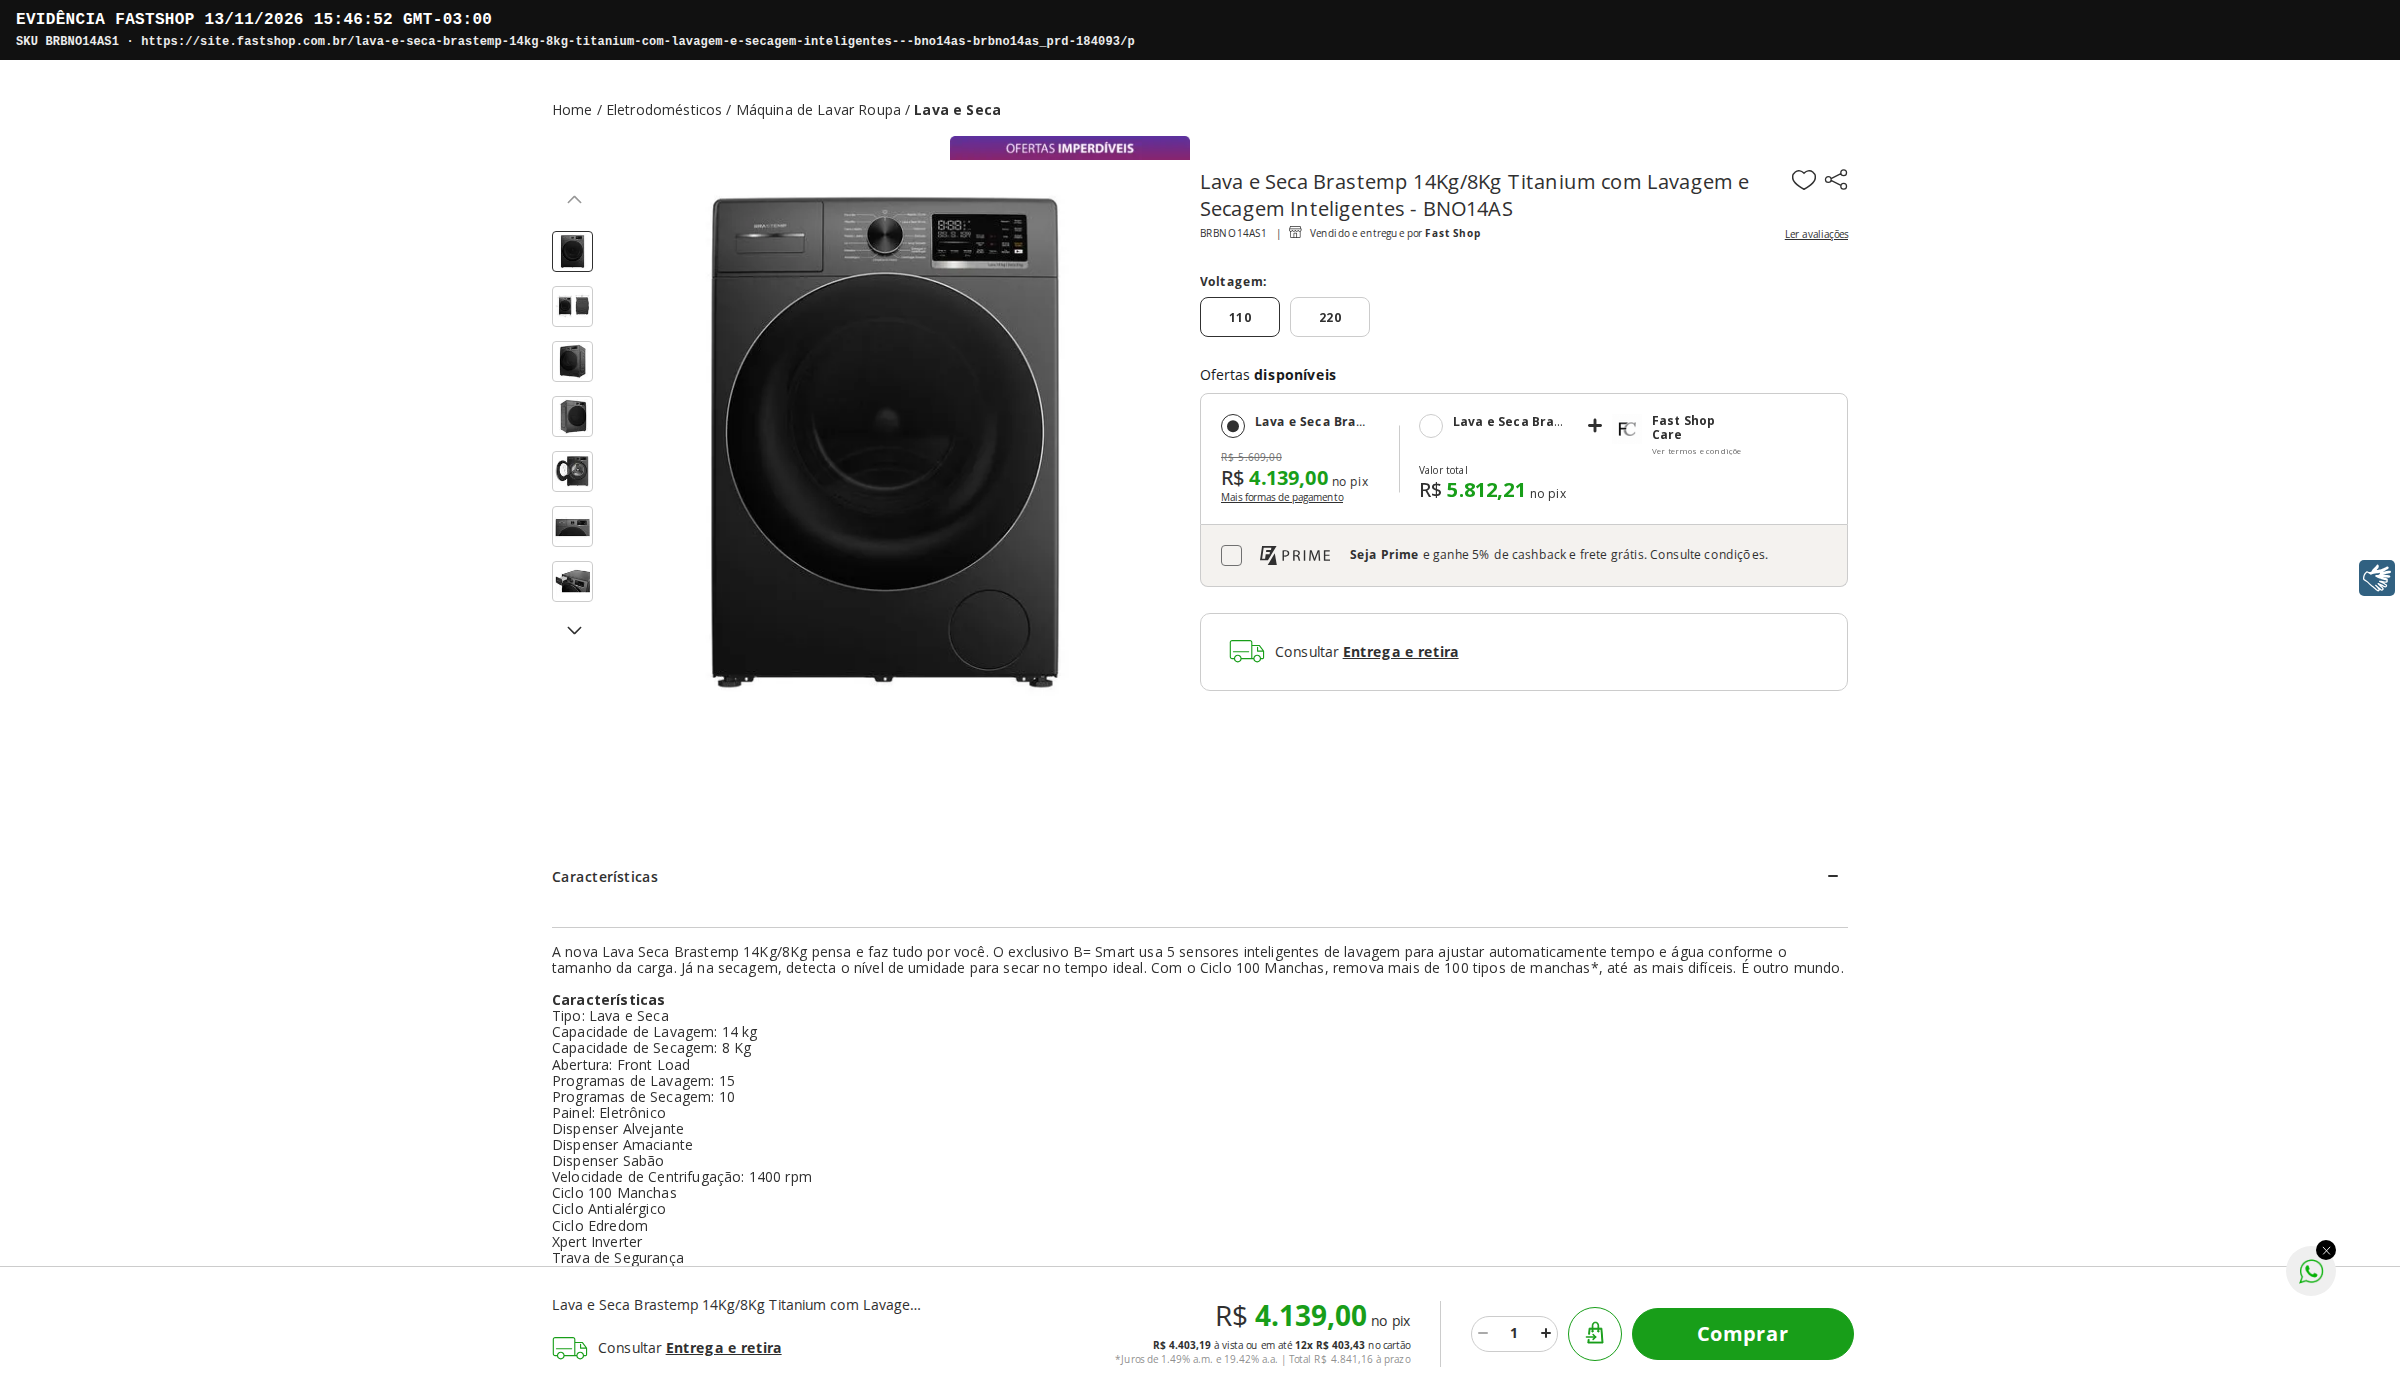 EVIDÊNCIA FASTSHOP 13/11/2026 15:46:52 GMT-03:00
SKU BRBNO14AS1 · https://site.fastshop.com.br/lava-e-seca-brastemp-14kg-8kg-titanium-com-lavagem-e-secagem-inteligentes---bno14as-brbno14as_prd-184093/p
Home / Eletrodomésticos / Máquina de Lavar Roupa / Lava e Seca
OFERTAS IMPERDÍVEIS
BRASTEMP
Lava e Seca Brastemp 14Kg/8Kg Titanium com Lavagem e
Secagem Inteligentes - BNO14AS
BRBNO14AS1 | Vendido e entregue por Fast Shop
Ler avaliações
Voltagem:
110 220
Ofertas disponíveis
Lava e Seca Bra...
R$ 5.609,00
R$ 4.139,00 no pix
Mais formas de pagamento
Lava e Seca Bra...
+ FC Fast Shop
Care
Ver termos e condiçõe
Valor total
R$ 5.812,21 no pix
PRIME Seja Prime e ganhe 5% de cashback e frete grátis. Consulte condições.
Consultar Entrega e retira
Características
A nova Lava Seca Brastemp 14Kg/8Kg pensa e faz tudo por você. O exclusivo B= Smart usa 5 sensores inteligentes de lavagem para ajustar automaticamente tempo e água conforme o
tamanho da carga. Já na secagem, detecta o nível de umidade para secar no tempo ideal. Com o Ciclo 100 Manchas, remova mais de 100 tipos de manchas*, até as mais difíceis. É outro mundo.
Características
Tipo: Lava e Seca
Capacidade de Lavagem: 14 kg
Capacidade de Secagem: 8 Kg
Abertura: Front Load
Programas de Lavagem: 15
Programas de Secagem: 10
Painel: Eletrônico
Dispenser Alvejante
Dispenser Amaciante
Dispenser Sabão
Velocidade de Centrifugação: 1400 rpm
Ciclo 100 Manchas
Ciclo Antialérgico
Ciclo Edredom
Xpert Inverter
Trava de Segurança
Lava e Seca Brastemp 14Kg/8Kg Titanium com Lavage...
Consultar Entrega e retira
R$ 4.139,00 no pix
R$ 4.403,19 à vista ou em até 12x R$ 403,43 no cartão
*Juros de 1.49% a.m. e 19.42% a.a. | Total R$ 4.841,16 à prazo
1
Comprar